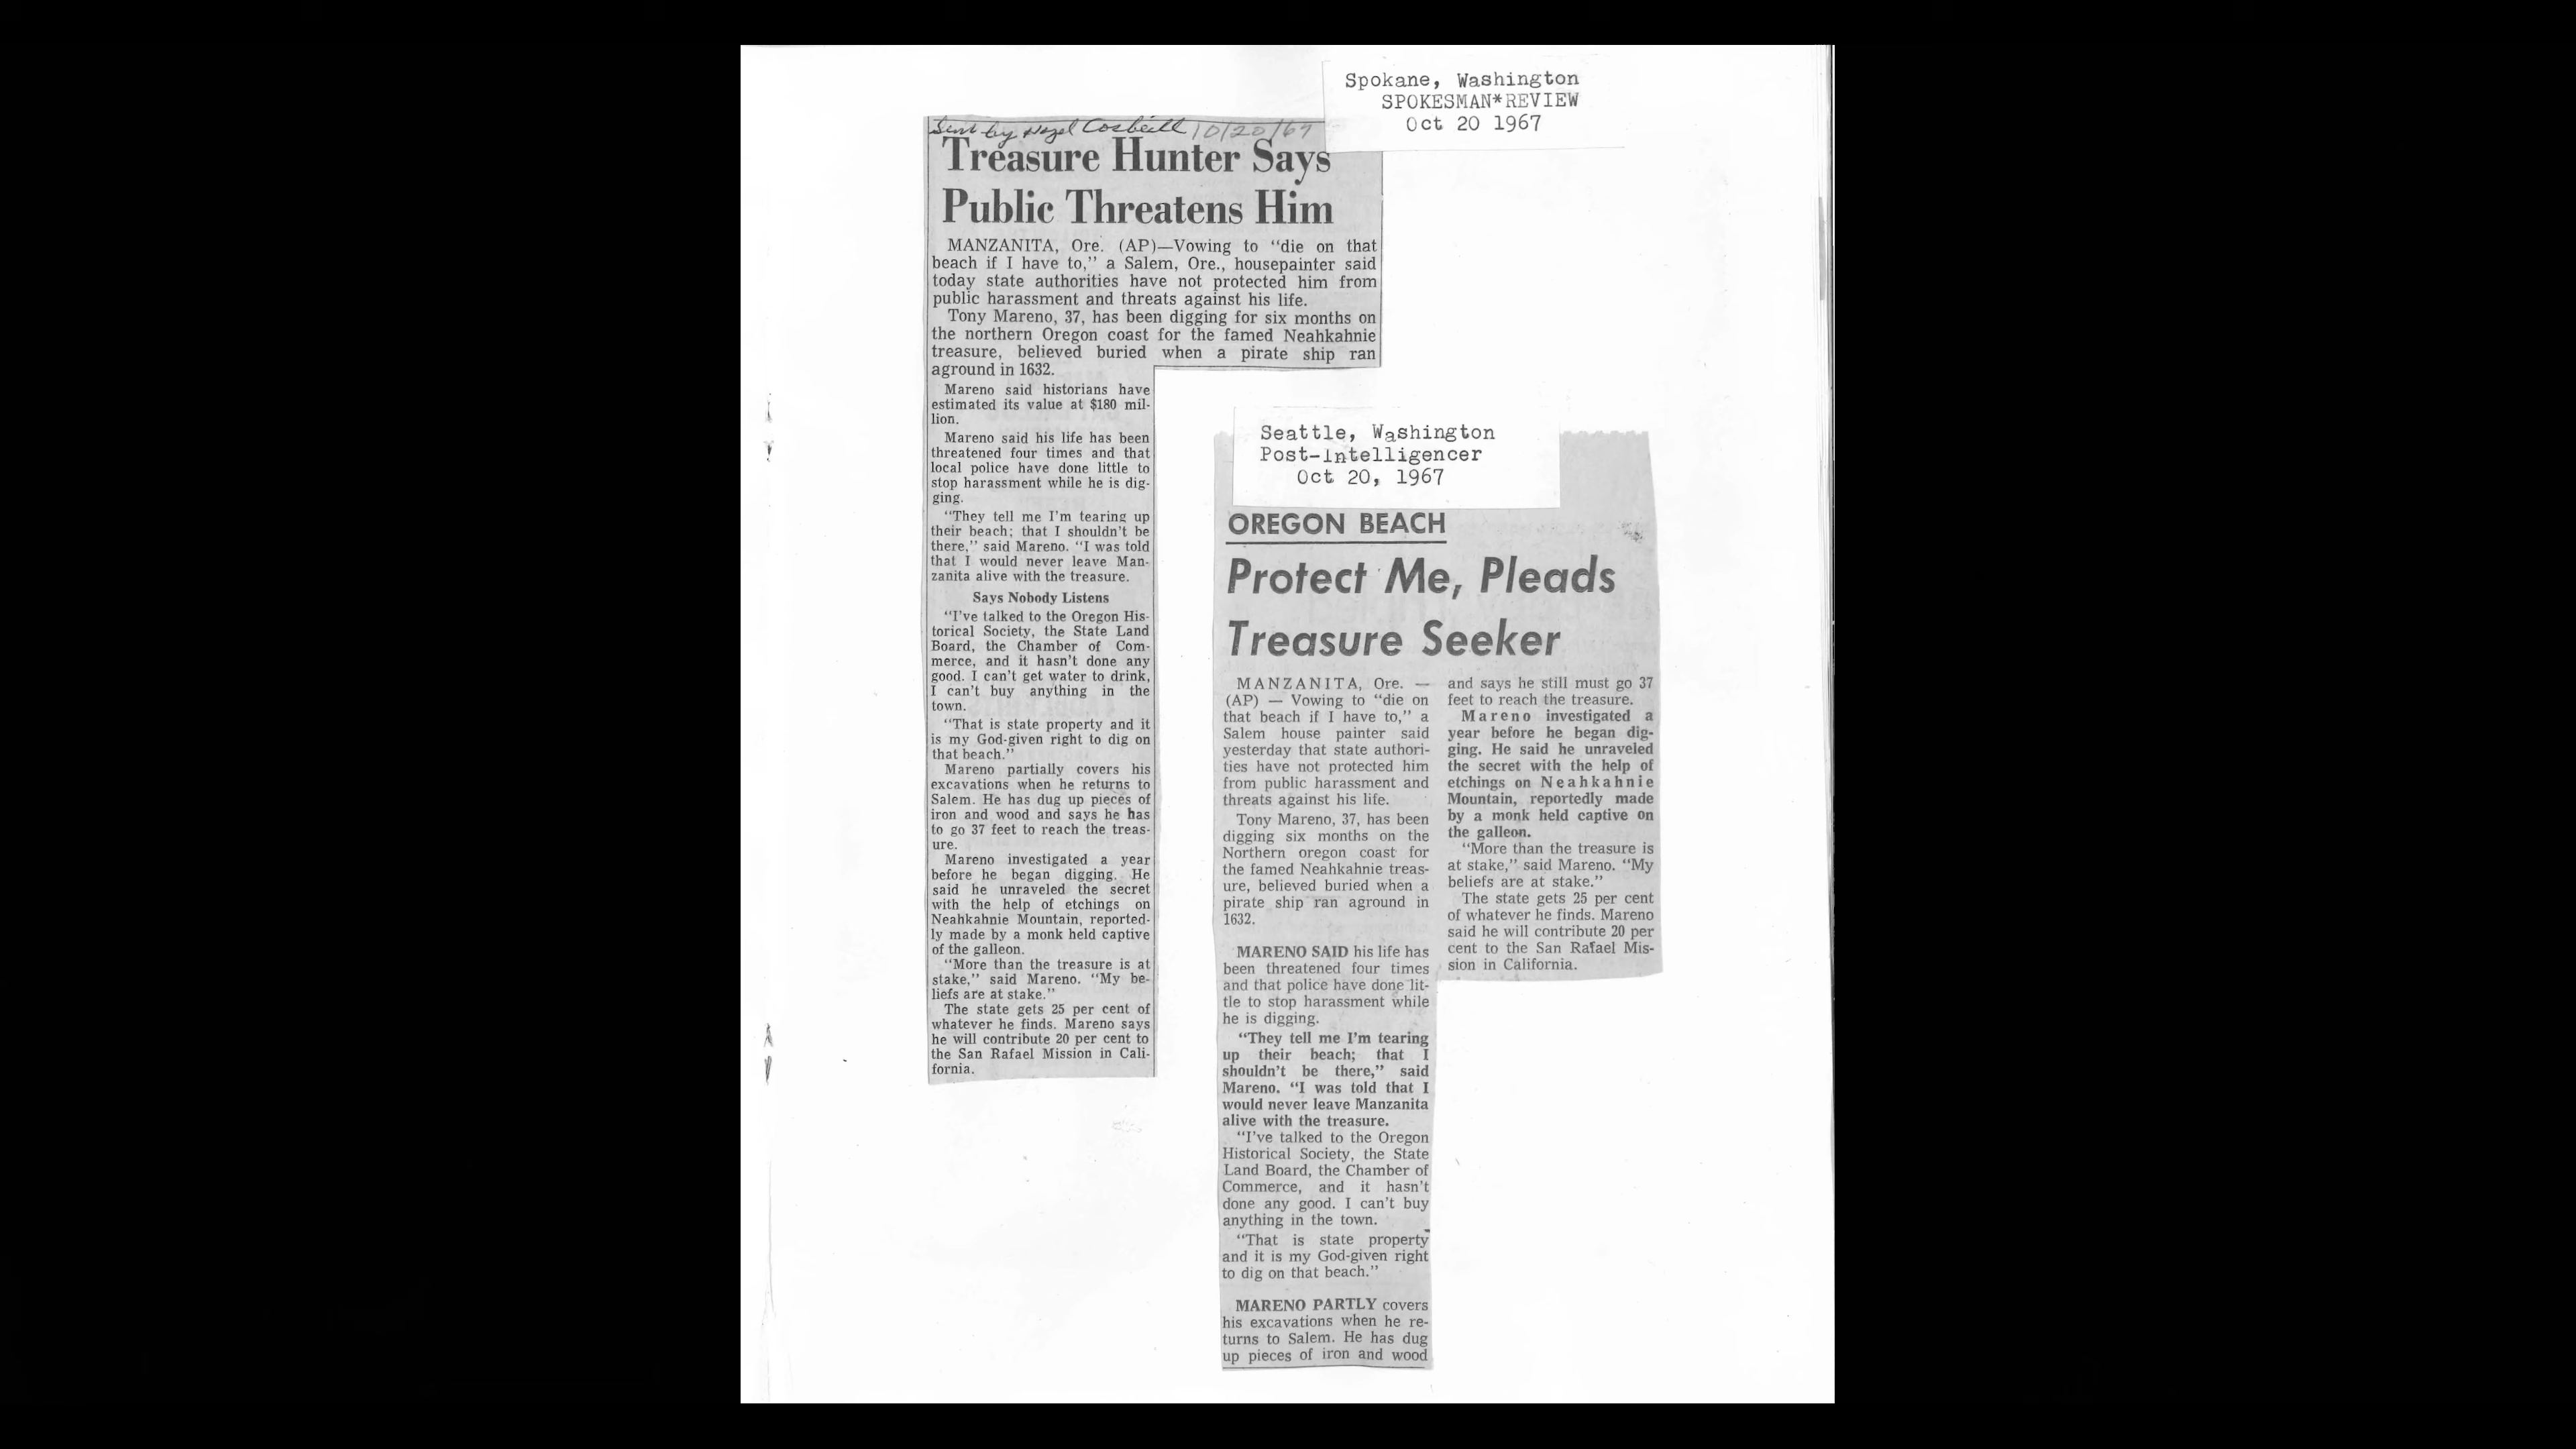 Spokane, Washington
SPOKESMAN*REVIEW
Oct 20 1967
Sent by Hazel 10/20/67
Treasure Hunter Says
Public Threatens Him
MANZANITA, Ore. (AP)—Vowing to “die on that
beach if I have to,” a Salem, Ore., housepainter said
today state authorities have not protected him from
public harassment and threats against his life.
Tony Mareno, 37, has been digging for six months on
the northern Oregon coast for the famed Neahkahnie
treasure, believed buried when a pirate ship ran
aground in 1632.
Mareno said historians have
estimated its value at $180 mil-
lion.
Mareno said his life has been
threatened four times and that
local police have done little to
stop harassment while he is dig-
ging.
“They tell me I’m tearing up
their beach; that I shouldn’t be
there,” said Mareno. “I was told
that I would never leave Man-
zanita alive with the treasure.
Says Nobody Listens
“I’ve talked to the Oregon His-
torical Society, the State Land
Board, the Chamber of Com-
merce, and it hasn’t done any
good. I can’t get water to drink,
I can’t buy anything in the
town.
“That is state property and it
is my God-given right to dig on
that beach.”
Mareno partially covers his
excavations when he returns to
Salem. He has dug up pieces of
iron and wood and says he has
to go 37 feet to reach the treas-
ure.
Mareno investigated a year
before he began digging. He
said he unraveled the secret
with the help of etchings on
Neahkahnie Mountain, reported-
ly made by a monk held captive
of the galleon.
“More than the treasure is at
stake,” said Mareno. “My be-
liefs are at stake.”
The state gets 25 per cent of
whatever he finds. Mareno says
he will contribute 20 per cent to
the San Rafael Mission in Cali-
fornia.
Seattle, Washington
Post-Intelligencer
Oct 20, 1967
OREGON BEACH
Protect Me, Pleads
Treasure Seeker
MANZANITA, Ore. —
(AP) — Vowing to “die on
that beach if I have to,” a
Salem house painter said
yesterday that state authori-
ties have not protected him
from public harassment and
threats against his life.
Tony Mareno, 37, has been
digging six months on the
Northern oregon coast for
the famed Neahkahnie treas-
ure, believed buried when a
pirate ship ran aground in
1632.
MARENO SAID his life has
been threatened four times
and that police have done lit-
tle to stop harassment while
he is digging.
“They tell me I’m tearing
up their beach; that I
shouldn’t be there,” said
Mareno. “I was told that I
would never leave Manzanita
alive with the treasure.
“I’ve talked to the Oregon
Historical Society, the State
Land Board, the Chamber of
Commerce, and it hasn’t
done any good. I can’t buy
anything in the town.
“That is state property
and it is my God-given right
to dig on that beach.”
MARENO PARTLY covers
his excavations when he re-
turns to Salem. He has dug
up pieces of iron and wood
and says he still must go 37
feet to reach the treasure.
Mareno investigated a
year before he began dig-
ging. He said he unraveled
the secret with the help of
etchings on Neahkahnie
Mountain, reportedly made
by a monk held captive on
the galleon.
“More than the treasure is
at stake,” said Mareno. “My
beliefs are at stake.”
The state gets 25 per cent
of whatever he finds. Mareno
said he will contribute 20 per
cent to the San Rafael Mis-
sion in California.